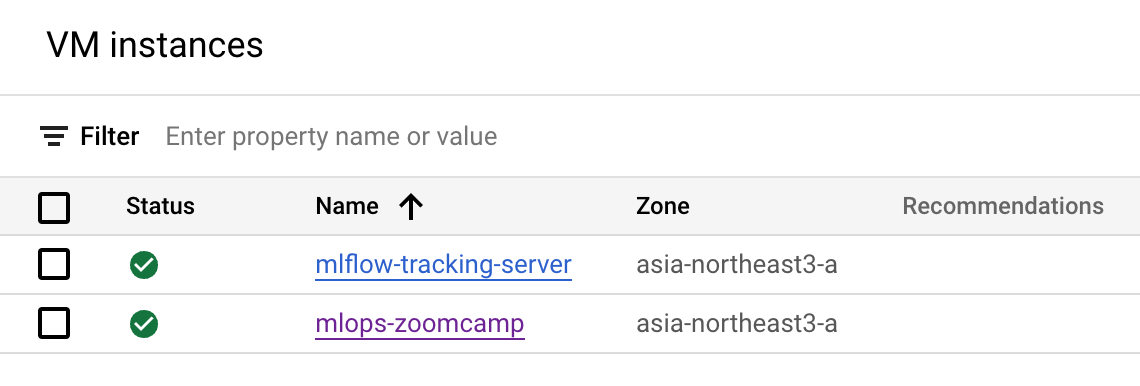 VM instances
Filter Enter property name or value
Status Name Zone Recommendations
mlflow-tracking-server asia-northeast3-a
mlops-zoomcamp asia-northeast3-a